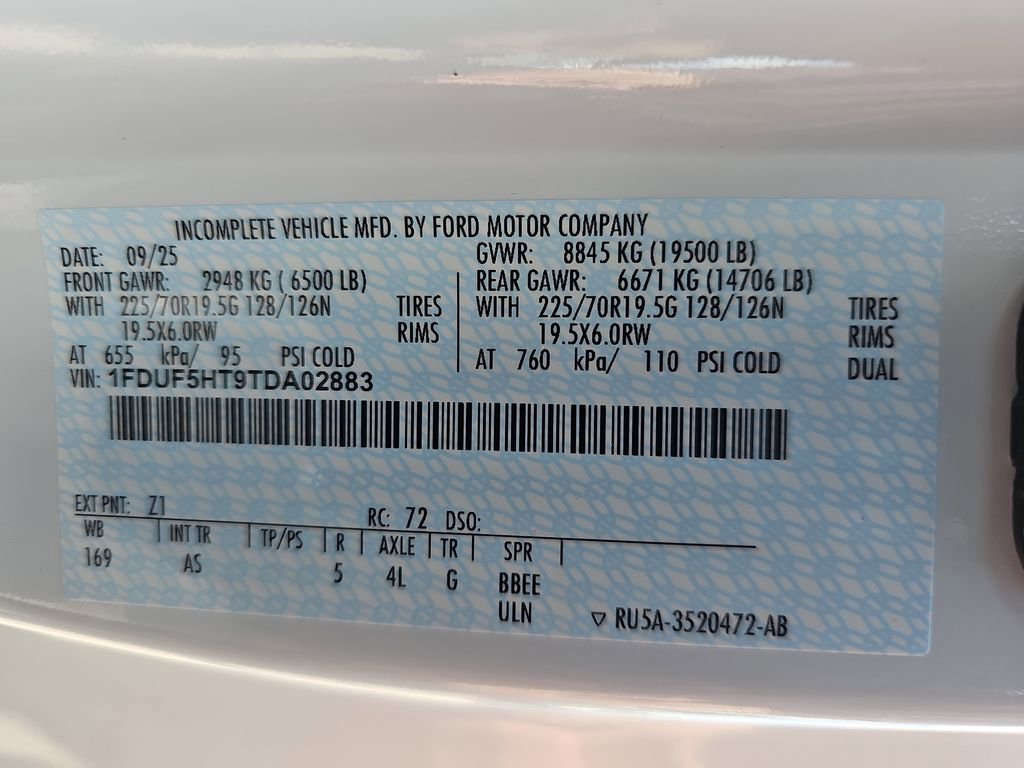 INCOMPLETE VEHICLE MFD. BY FORD MOTOR COMPANY
DATE: 09/25 GVWR: 8845 KG (19500 LB)
FRONT GAWR: 2948 KG ( 6500 LB) REAR GAWR: 6671 KG (14706 LB)
WITH 225/70R19.5G 128/126N TIRES WITH 225/70R19.5G 128/126N TIRES
19.5X6.0RW RIMS 19.5X6.0RW RIMS
AT 655 kPa/ 95 PSI COLD AT 760 kPa/ 110 PSI COLD DUAL
VIN: 1FDUF5HT9TDA02883
EXT PNT: Z1 RC: 72 DSO:
WB INT TR TP/PS R AXLE TR SPR
169 AS 5 4L G BBEE
ULN ▽ RU5A-3520472-AB